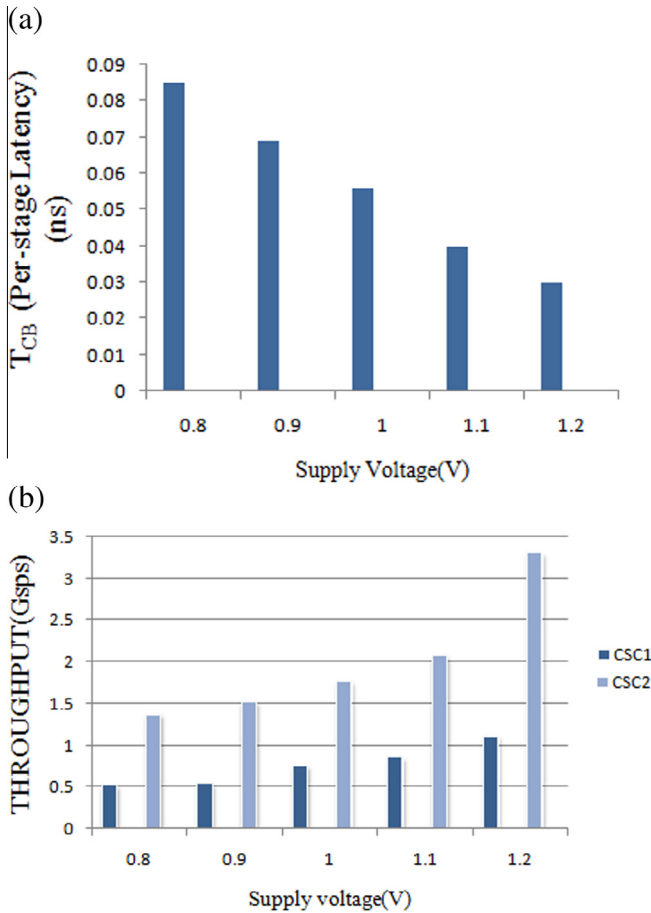 (a)
T_CB (Per-stage Latency)
(ns)
0.09
0.08
0.07
0.06
0.05
0.04
0.03
0.02
0.01
0
0.8 0.9 1 1.1 1.2
Supply Voltage(V)
(b)
THROUGHPUT(Gsps)
3.5
3
2.5
2
1.5
1
0.5
0
0.8 0.9 1 1.1 1.2
Supply voltage(V)
CSC1
CSC2